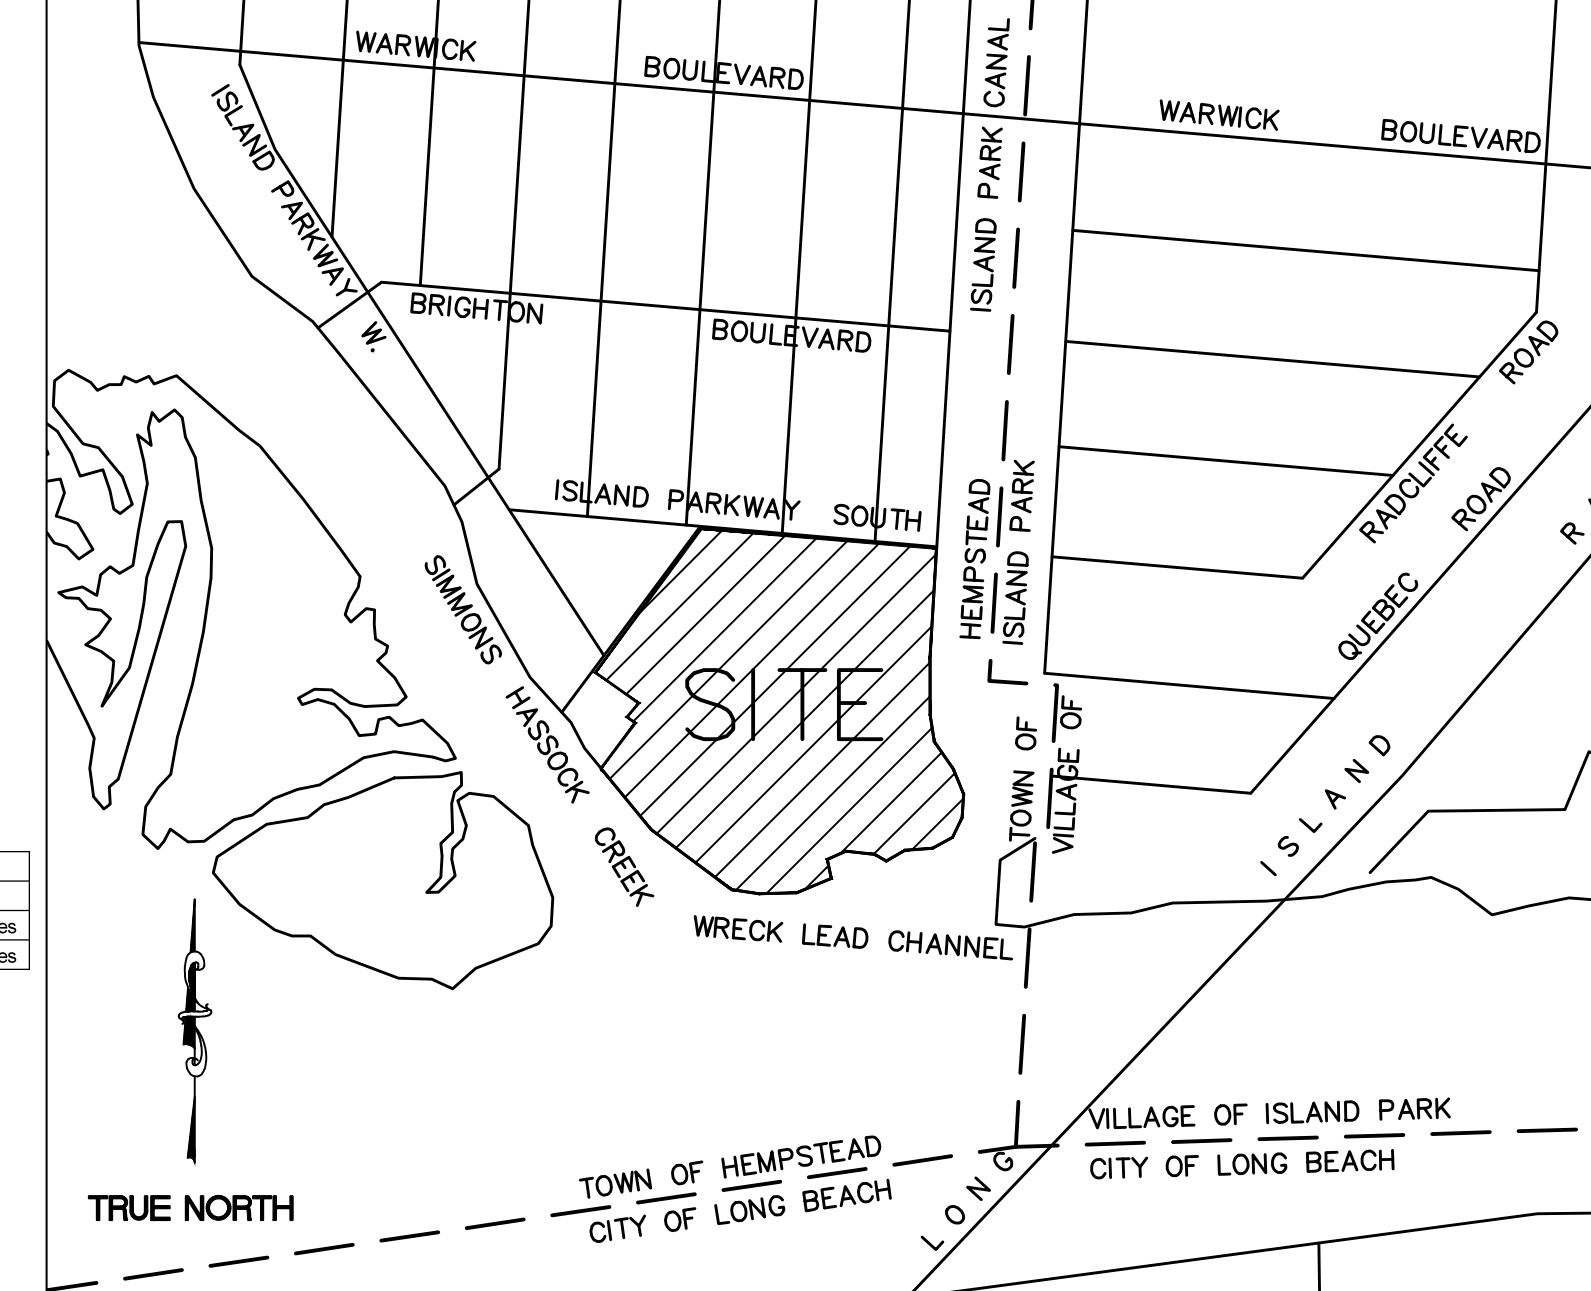 WARWICK BOULEVARD
WARWICK BOULEVARD
ISLAND PARK CANAL
ISLAND PARKWAY W.
BRIGHTON BOULEVARD
ISLAND PARKWAY SOUTH
HEMPSTEAD
ISLAND PARK
RADCLIFFE ROAD
QUEBEC ROAD
SIMMONS HASSOCK CREEK
SITE
TOWN OF
VILLAGE OF
LONG ISLAND
es
es
WRECK LEAD CHANNEL
VILLAGE OF ISLAND PARK
CITY OF LONG BEACH
TOWN OF HEMPSTEAD
CITY OF LONG BEACH
TRUE NORTH